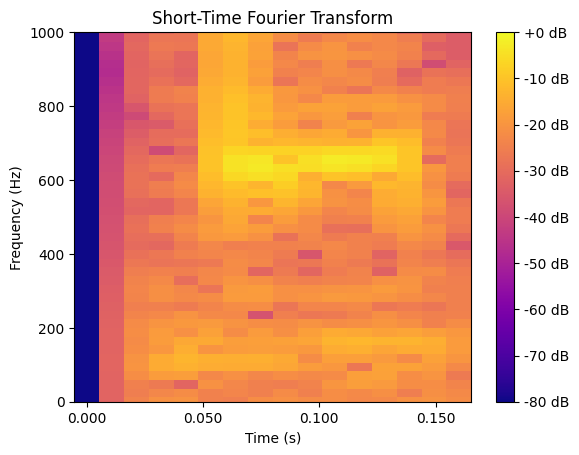 Short-Time Fourier Transform
1000
800
600
400
200
0
Frequency (Hz)
0.000
0.050
0.100
0.150
Time (s)
+0 dB
-10 dB
-20 dB
-30 dB
-40 dB
-50 dB
-60 dB
-70 dB
-80 dB